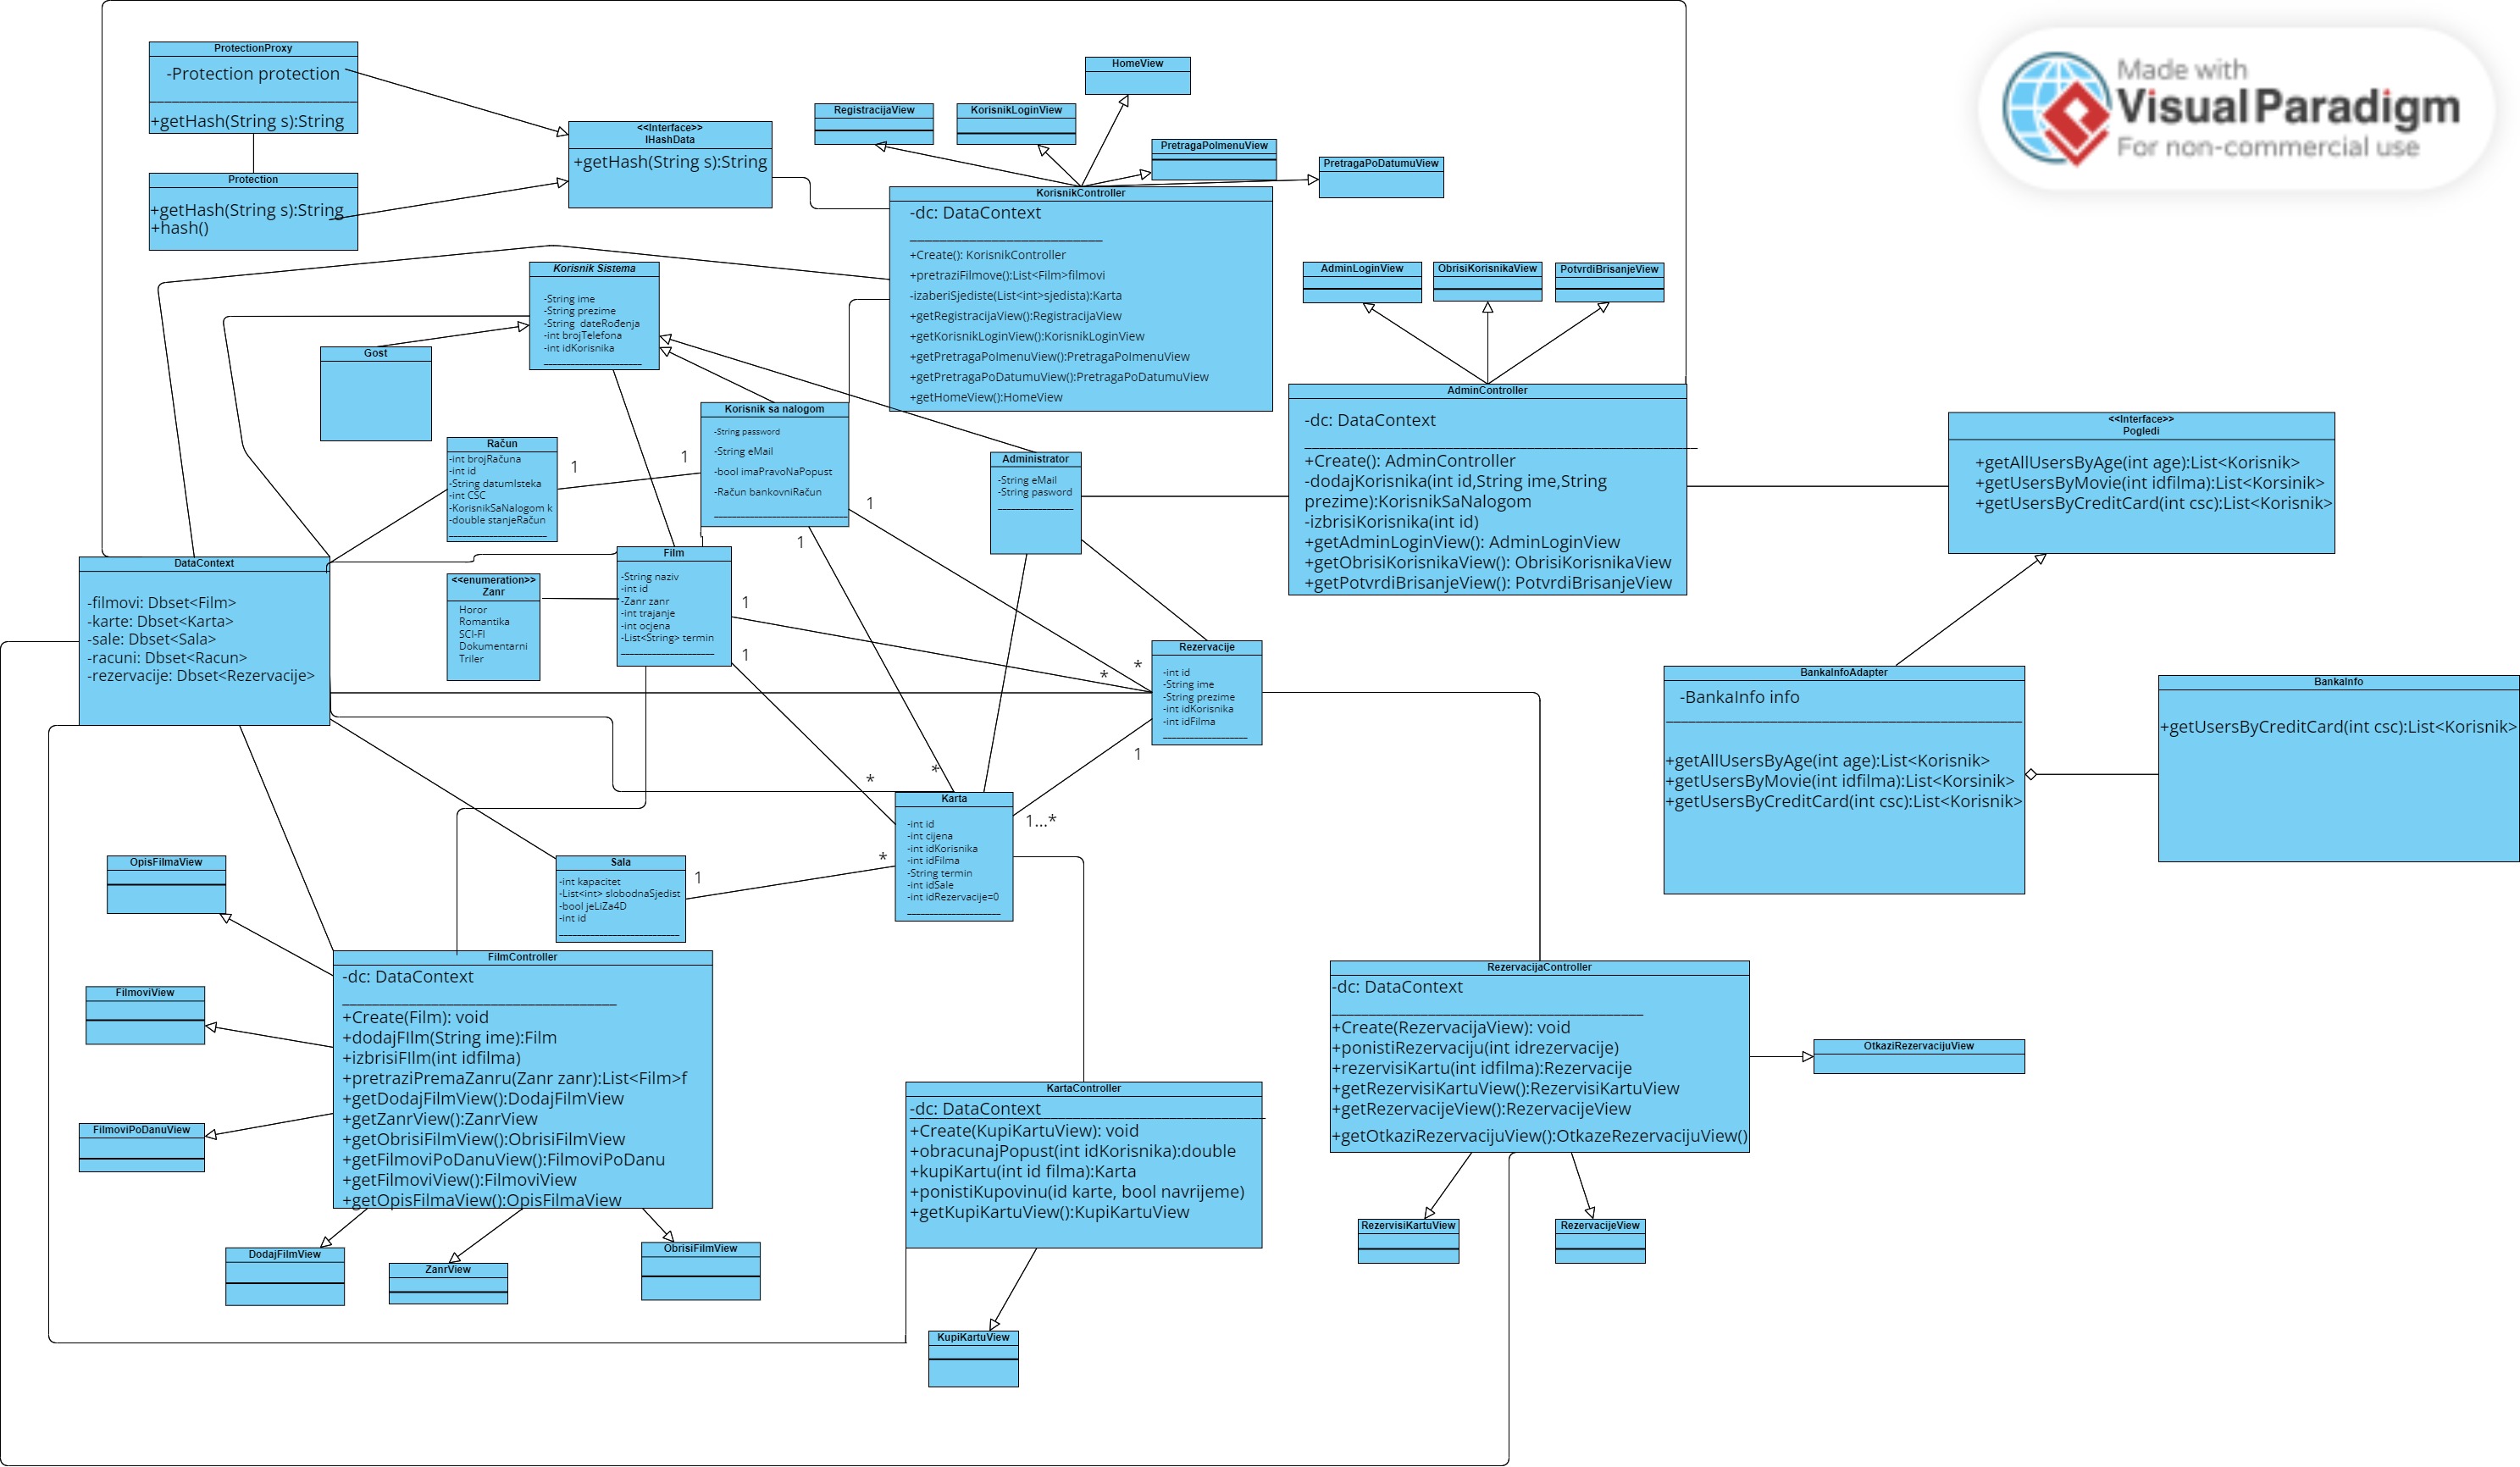 ProtectionProxy
-Protection protection
+getHash(String s):String
Protection
+getHash(String s):String
+hash()
<<Interface>>
IHashData
+getHash(String s):String
RegistracijaView
KorisnikLoginView
HomeView
PretragaPoImenuView
PretragaPoDatumuView
Made with
Visual Paradigm
For non-commercial use
KorisnikController
-dc: DataContext
+Create(): KorisnikController
+pretraziFilmove():List<Film>filmovi
-izaberiSjediste(List<int>sjedista):Karta
+getRegistracijaView():RegistracijaView
+getKorisnikLoginView():KorisnikLoginView
+getPretragaPoImenuView():PretragaPoImenuView
+getPretragaPoDatumuView():PretragaPoDatumuView
+getHomeView():HomeView
Korisnik Sistema
-String ime
-String prezime
-String dateRođenja
-int brojTelefona
-int idKorisnika
Gost
AdminLoginView
ObrisiKorisnikaView
PotvrdiBrisanjeView
AdminController
-dc: DataContext
+Create(): AdminController
-dodajKorisnika(int id,String ime,String
prezime):KorisnikSaNalogom
-izbrisiKorisnika(int id)
+getAdminLoginView(): AdminLoginView
+getObrisiKorisnikaView(): ObrisiKorisnikaView
+getPotvrdiBrisanjeView(): PotvrdiBrisanjeView
<<Interface>>
Pogledi
+getAllUsersByAge(int age):List<Korisnik>
+getUsersByMovie(int idfilma):List<Korsinik>
+getUsersByCreditCard(int csc):List<Korisnik>
Korisnik sa nalogom
-String password
-String eMail
-bool imaPravoNaPopust
-Račun bankovniRačun
Račun
-int brojRačuna
-int id
-String datumIsteka
-int CSC
-KorisnikSaNalogom k
-double stanjeRačun
1
1
1
1
Administrator
-String eMail
-String pasword
DataContext
-filmovi: Dbset<Film>
-karte: Dbset<Karta>
-sale: Dbset<Sala>
-racuni: Dbset<Racun>
-rezervacije: Dbset<Rezervacije>
<<enumeration>>
Zanr
Horor
Romantika
SCI-FI
Dokumentarni
Triler
Film
-String naziv
-int id
-Zanr zanr
-int trajanje
-int ocjena
-List<String> termin
1
1
*
*
Rezervacije
-int id
-String ime
-String prezime
-int idKorisnika
-int idFilma
1
1...*
*
*
BankaInfoAdapter
-BankaInfo info
+getAllUsersByAge(int age):List<Korisnik>
+getUsersByMovie(int idfilma):List<Korsinik>
+getUsersByCreditCard(int csc):List<Korisnik>
BankaInfo
+getUsersByCreditCard(int csc):List<Korisnik>
Karta
-int id
-int cijena
-int idKorisnika
-int idFilma
-String termin
-int idSale
-int idRezervacije=0
Sala
-int kapacitet
-List<int> slobodnaSjedist
-bool jeLiZa4D
-int id
1
*
OpisFilmaView
FilmoviView
FilmoviPoDanuView
FilmController
-dc: DataContext
+Create(Film): void
+dodajFIlm(String ime):Film
+izbrisiFIlm(int idfilma)
+pretraziPremaZanru(Zanr zanr):List<Film>f
+getDodajFilmView():DodajFilmView
+getZanrView():ZanrView
+getObrisiFilmView():ObrisiFilmView
+getFilmoviPoDanuView():FilmoviPoDanu
+getFilmoviView():FilmoviView
+getOpisFilmaView():OpisFilmaView
DodajFilmView
ZanrView
ObrisiFilmView
KartaController
-dc: DataContext
+Create(KupiKartuView): void
+obracunajPopust(int idKorisnika):double
+kupiKartu(int id filma):Karta
+ponistiKupovinu(id karte, bool navrijeme)
+getKupiKartuView():KupiKartuView
KupiKartuView
RezervacijaController
-dc: DataContext
+Create(RezervacijaView): void
+ponistiRezervaciju(int idrezervacije)
+rezervisiKartu(int idfilma):Rezervacije
+getRezervisiKartuView():RezervisiKartuView
+getRezervacijeView():RezervacijeView
+getOtkaziRezervacijuView():OtkazeRezervacijuView()
OtkaziRezervacijuView
RezervisiKartuView
RezervacijeView